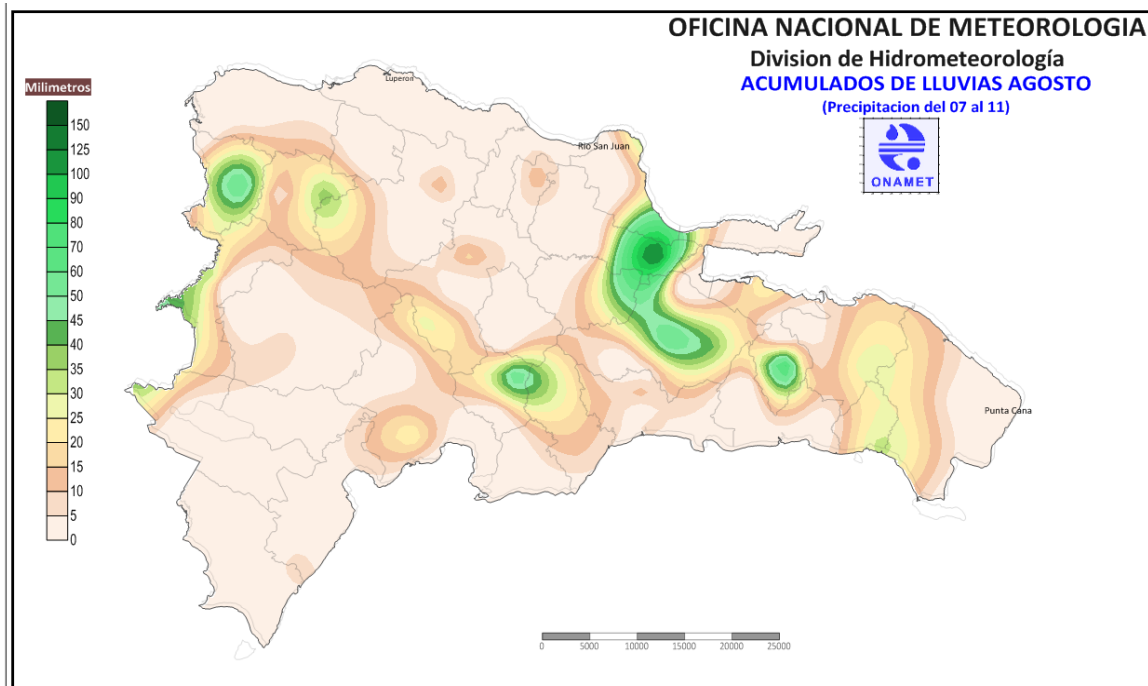 OFICINA NACIONAL DE METEOROLOGIA
Division de Hidrometeorología
ACUMULADOS DE LLUVIAS AGOSTO
(Precipitacion del 07 al 11)
ONAMET
Milimetros
150
125
100
90
80
70
60
50
45
40
35
30
25
20
15
10
5
0
Luperon
Rio San Juan
Punta Cana
0 5000 10000 15000 20000 25000